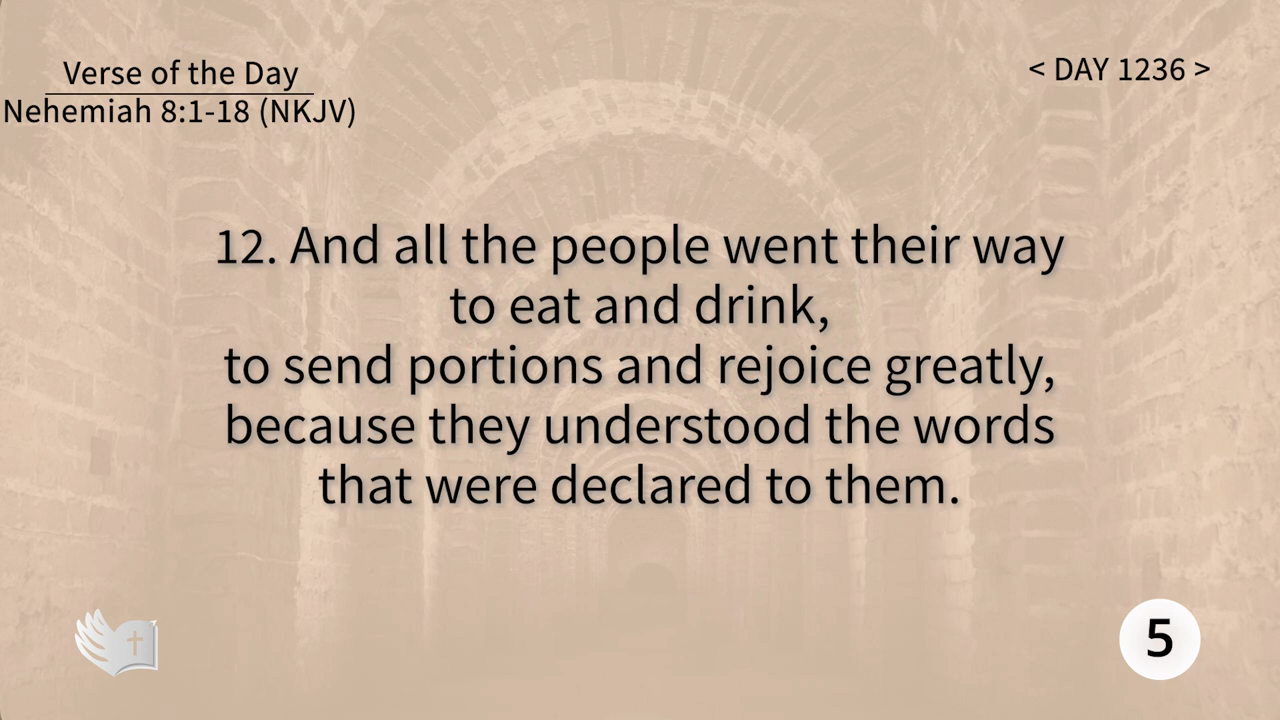 Verse of the Day
Nehemiah 8:1-18 (NKJV)
< DAY 1236 >
12. And all the people went their way
to eat and drink,
to send portions and rejoice greatly,
because they understood the words
that were declared to them.
5